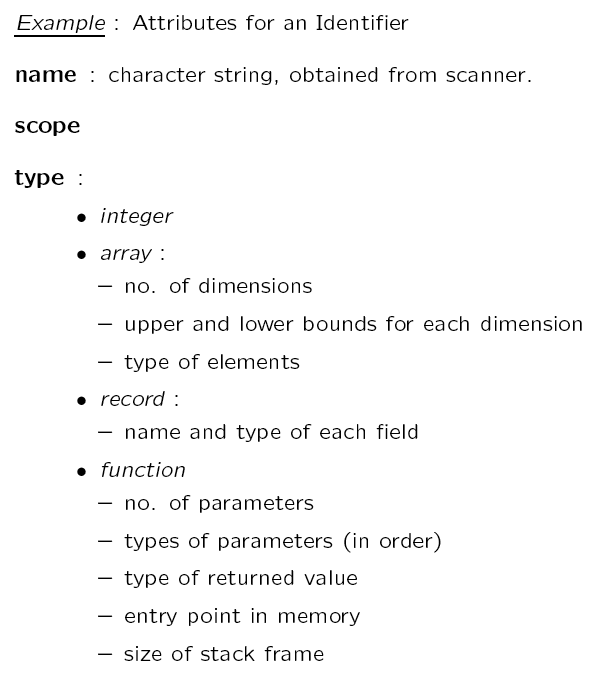 Example : Attributes for an Identifier
name : character string, obtained from scanner.
scope
type :
• integer
• array :
– no. of dimensions
– upper and lower bounds for each dimension
– type of elements
• record :
– name and type of each field
• function
– no. of parameters
– types of parameters (in order)
– type of returned value
– entry point in memory
– size of stack frame